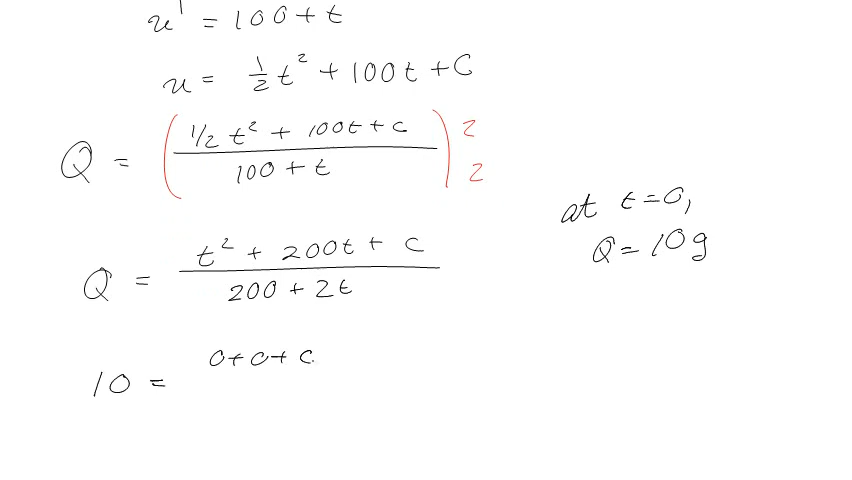 u' = 100 + t
u = 1/2 t² + 100t + C
Q = ( (1/2 t² + 100t + C) / (100 + t) ) 2 / 2
at t = 0,
Q = 10g
Q = (t² + 200t + C) / (200 + 2t)
10 = 0 + 0 + C